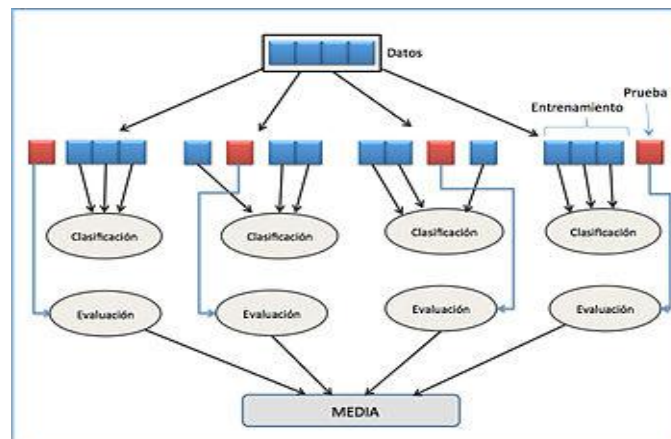 Datos
Prueba
Entrenamiento
Clasificación
Clasificación
Clasificación
Clasificación
Evaluación
Evaluación
Evaluación
Evaluación
MEDIA